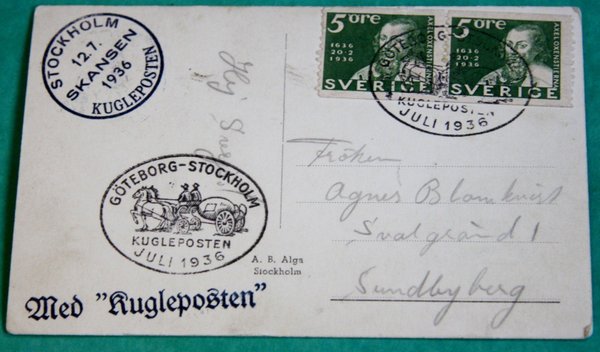 STOCKHOLM
12.7.
SKANSEN
1936
KUGLEPOSTEN
5 ÖRE
1636
20-2
1936
AXEL OXENSTIERNA
SVERIGE
5 ÖRE
1636
20-2
1936
AXEL OXENSTIERNA
SVERIGE
GÖTEBORG-
KUGLEPOSTEN
JULI 1936
Hej
GÖTEBORG-STOCKHOLM
KUGLEPOSTEN
JULI 1936
Fröken
Agnes Blomkvist
Svalgränd 1
Sundbyberg
A. B. Alga
Stockholm
Med "Kugleposten"